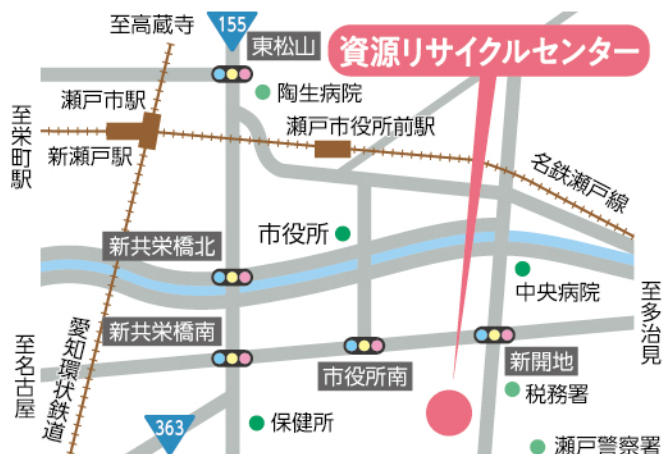 至高蔵寺
155
東松山
資源リサイクルセンター
陶生病院
瀬戸市駅
至栄町駅
新瀬戸駅
瀬戸市役所前駅
名鉄瀬戸線
市役所
新共栄橋北
中央病院
至多治見
新共栄橋南
至名古屋
愛知環状鉄道
市役所南
新開地
税務署
363
保健所
瀬戸警察署